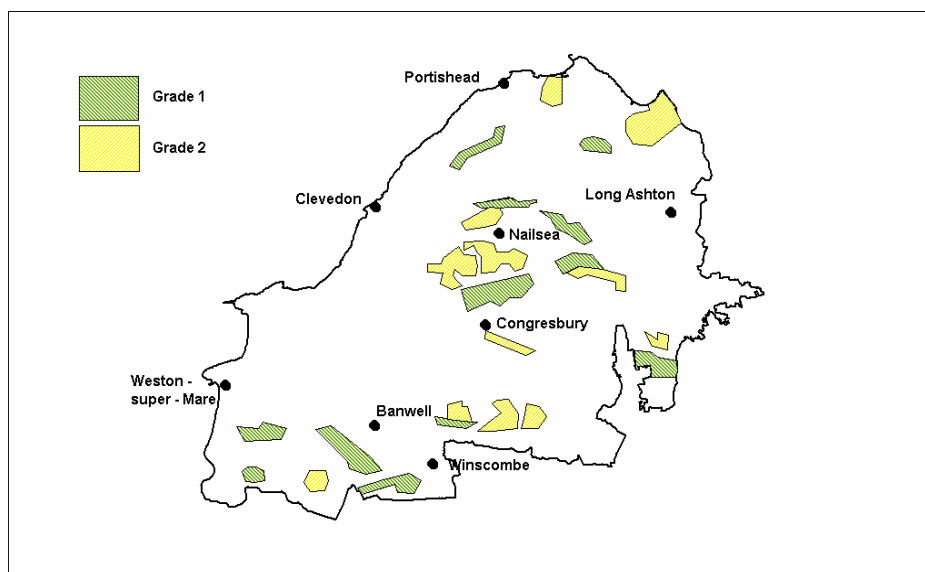 Portishead
Grade 1
Grade 2
Clevedon
Long Ashton
Nailsea
Congresbury
Weston -
super - Mare
Banwell
Winscombe